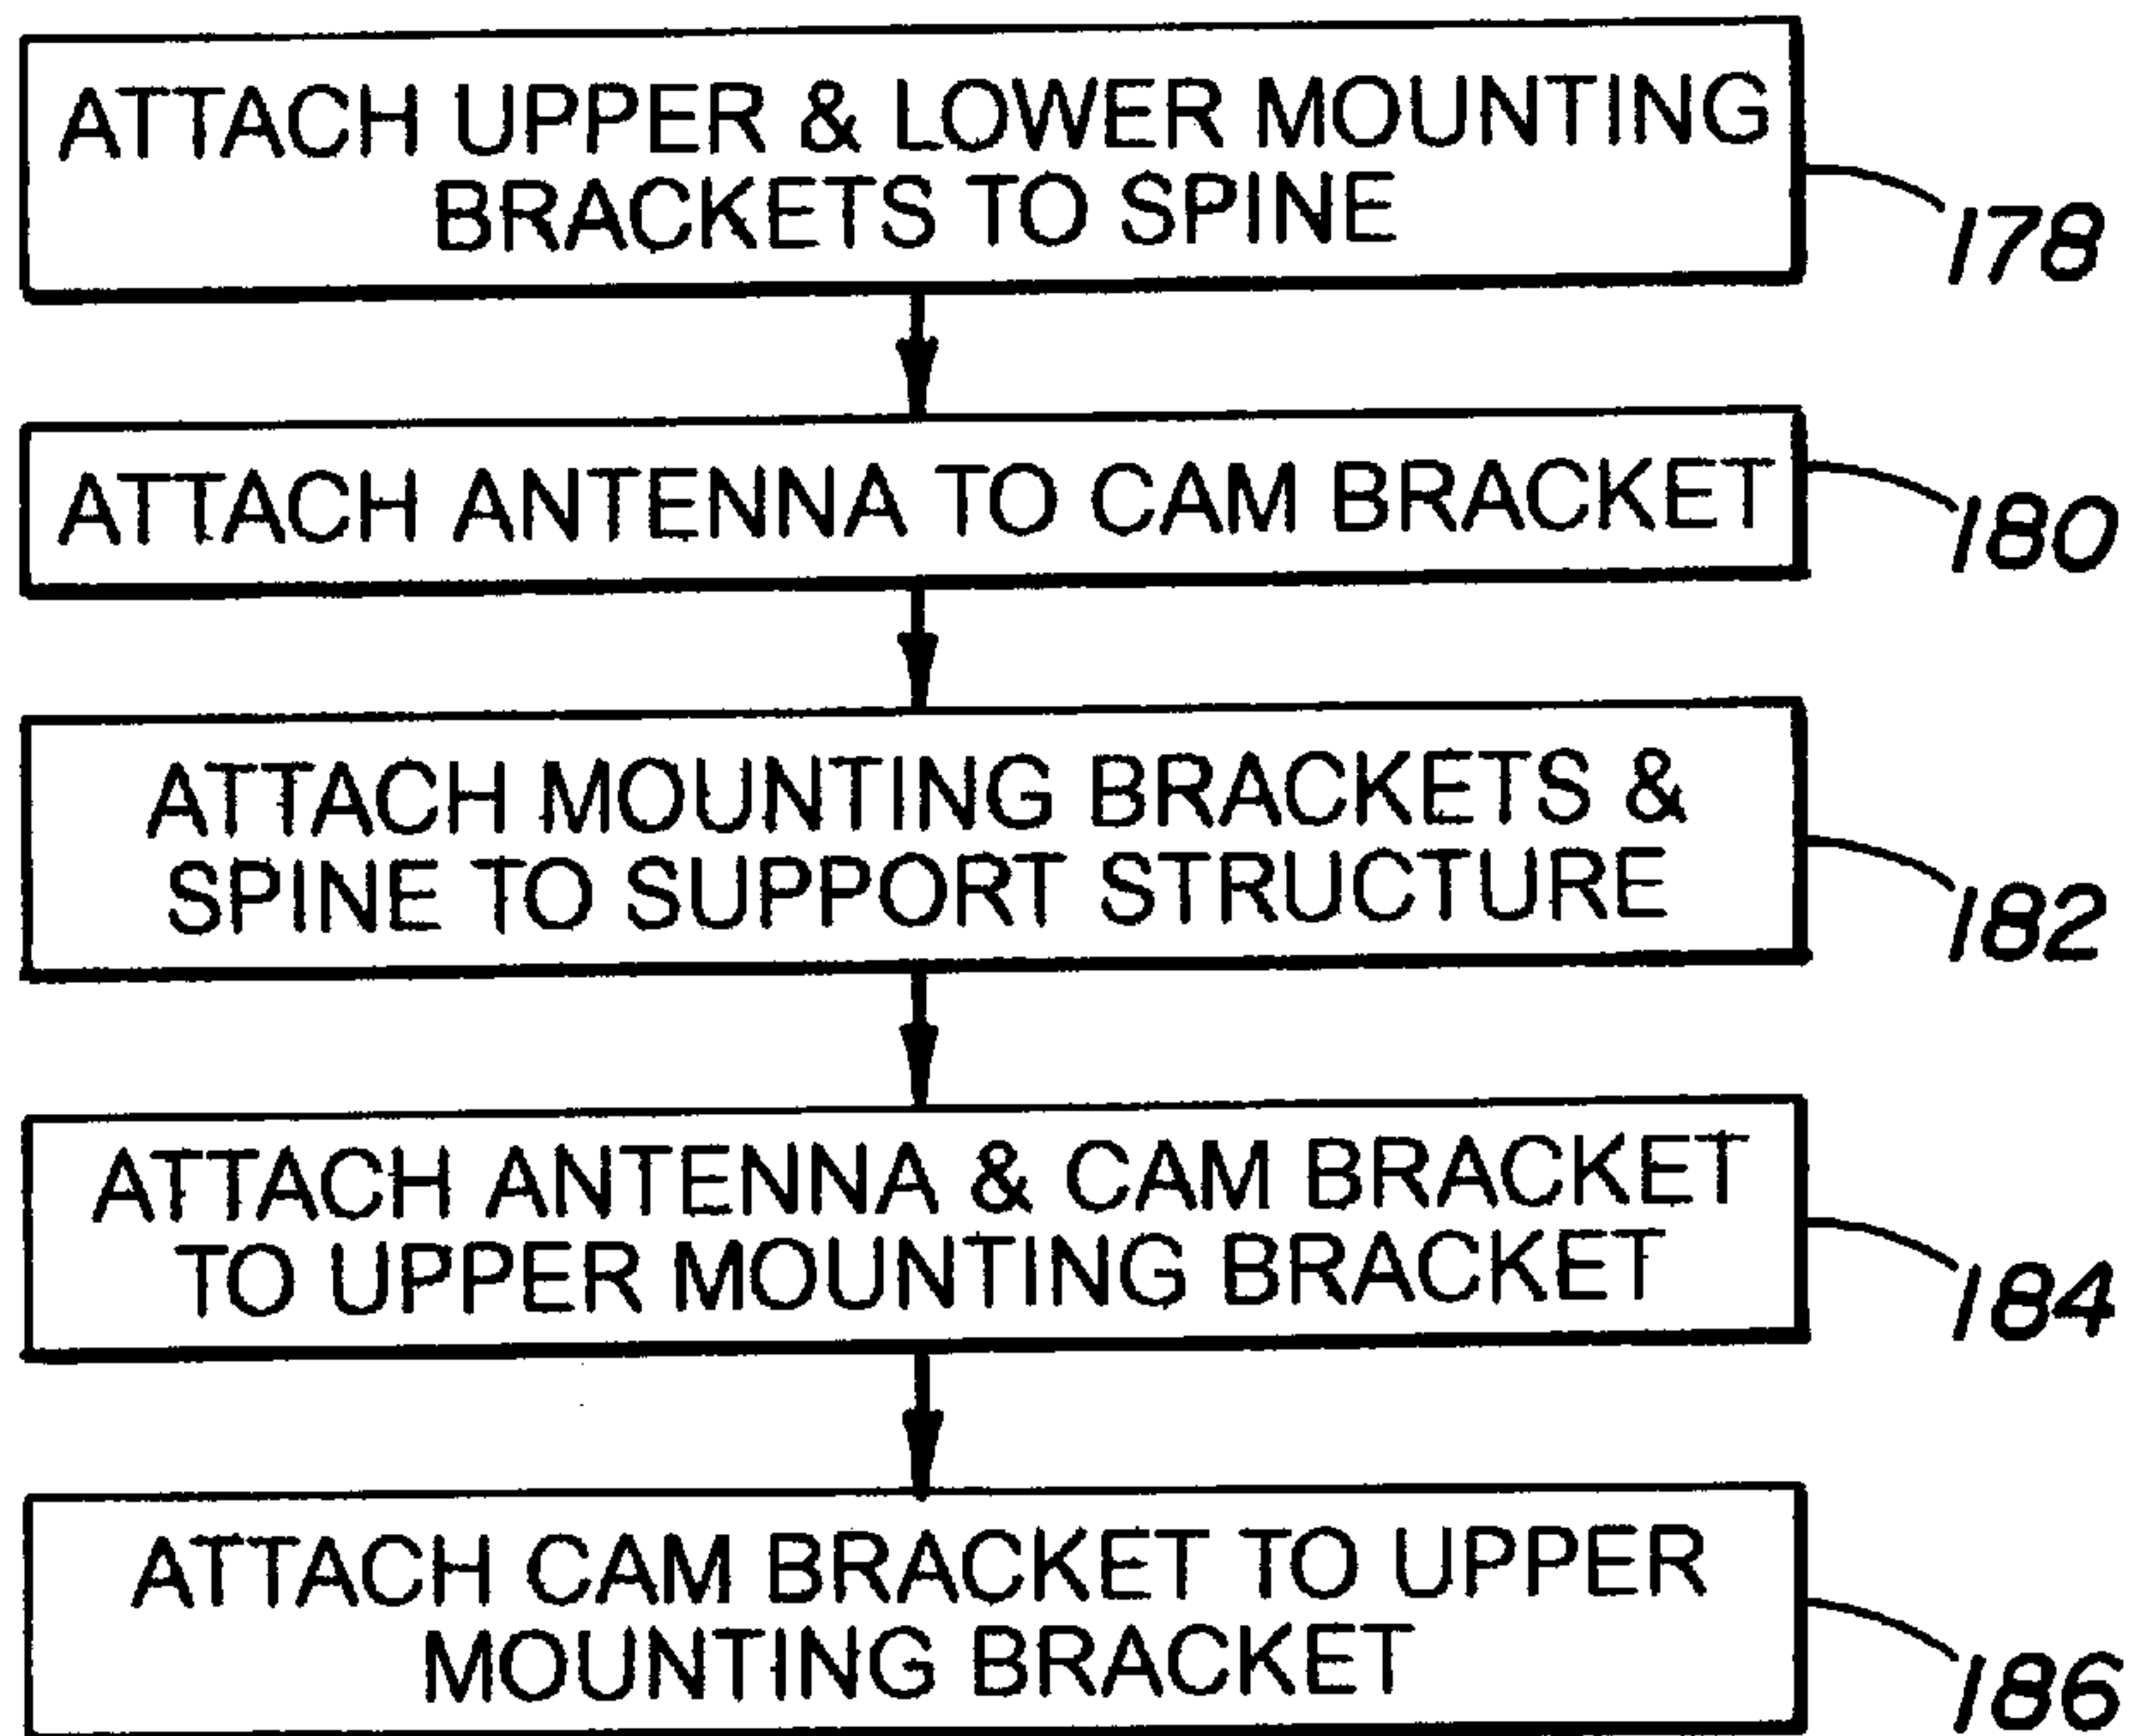 ATTACH UPPER & LOWER MOUNTING
BRACKETS TO SPINE
178
ATTACH ANTENNA TO CAM BRACKET
180
ATTACH MOUNTING BRACKETS &
SPINE TO SUPPORT STRUCTURE
182
ATTACH ANTENNA & CAM BRACKET
TO UPPER MOUNTING BRACKET
184
ATTACH CAM BRACKET TO UPPER
MOUNTING BRACKET
186